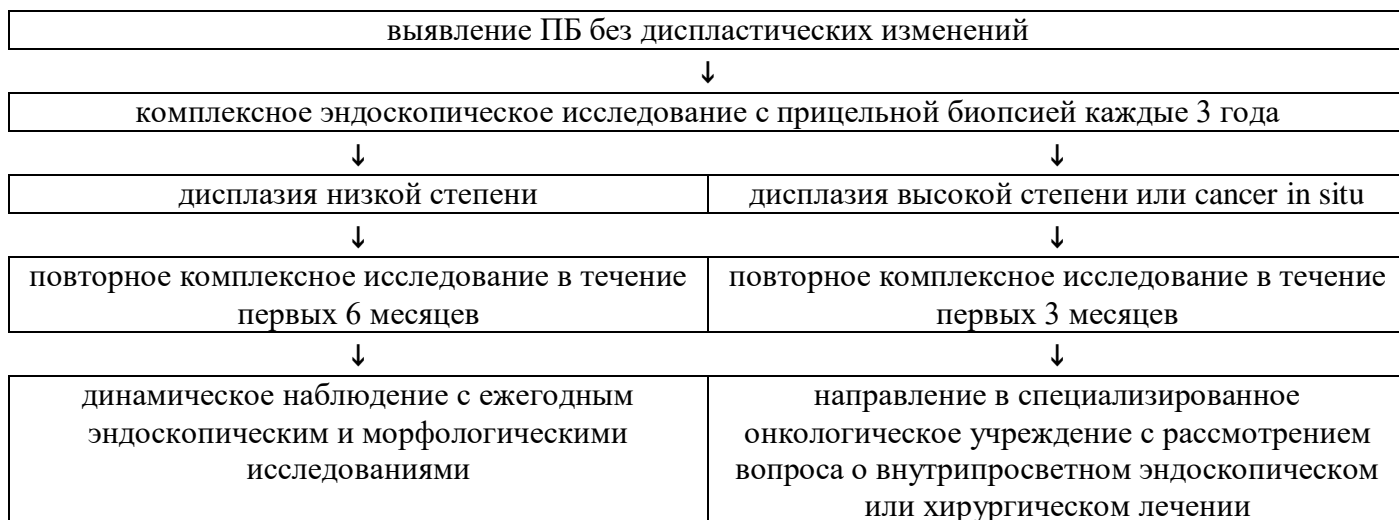 выявление ПБ без диспластических изменений
↓
комплексное эндоскопическое исследование с прицельной биопсией каждые 3 года
↓ ↓
дисплазия низкой степени
дисплазия высокой степени или cancer in situ
↓ ↓
повторное комплексное исследование в течение
первых 6 месяцев
повторное комплексное исследование в течение
первых 3 месяцев
↓ ↓
динамическое наблюдение с ежегодным
эндоскопическим и морфологическими
исследованиями
направление в специализированное
онкологическое учреждение с рассмотрением
вопроса о внутрипросветном эндоскопическом
или хирургическом лечении